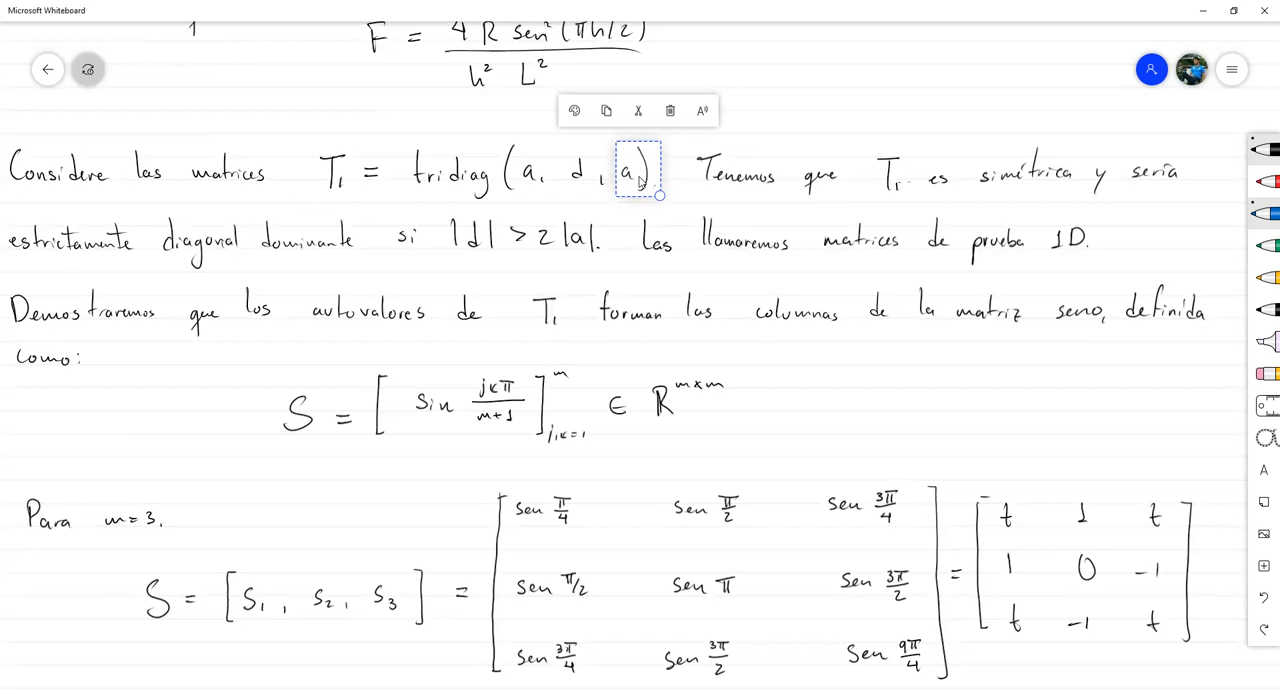 Microsoft Whiteboard
1
F = 4 R sen² (πh/2) / h² L²
Considere las matrices T₁ = tridiag (a, d, a). Tenemos que T₁ es simétrica y sería
estrictamente diagonal dominante si |d| > 2|a|. Las llamaremos matrices de prueba 1D.
Demostraremos que los autovalores de T₁ forman las columnas de la matriz seno, definida
como:
S = [ sin jkπ/m+1 ]ᵐ j,k=1 ∈ ℝ^m×m
Para m=3.
S = [ S₁, S₂, S₃ ] = [ sen π/4 sen π/2 sen 3π/4 ; sen π/2 sen π sen 3π/2 ; sen 3π/4 sen 3π/2 sen 9π/4 ] = [ t 1 t ; 1 0 -1 ; t -1 t ]